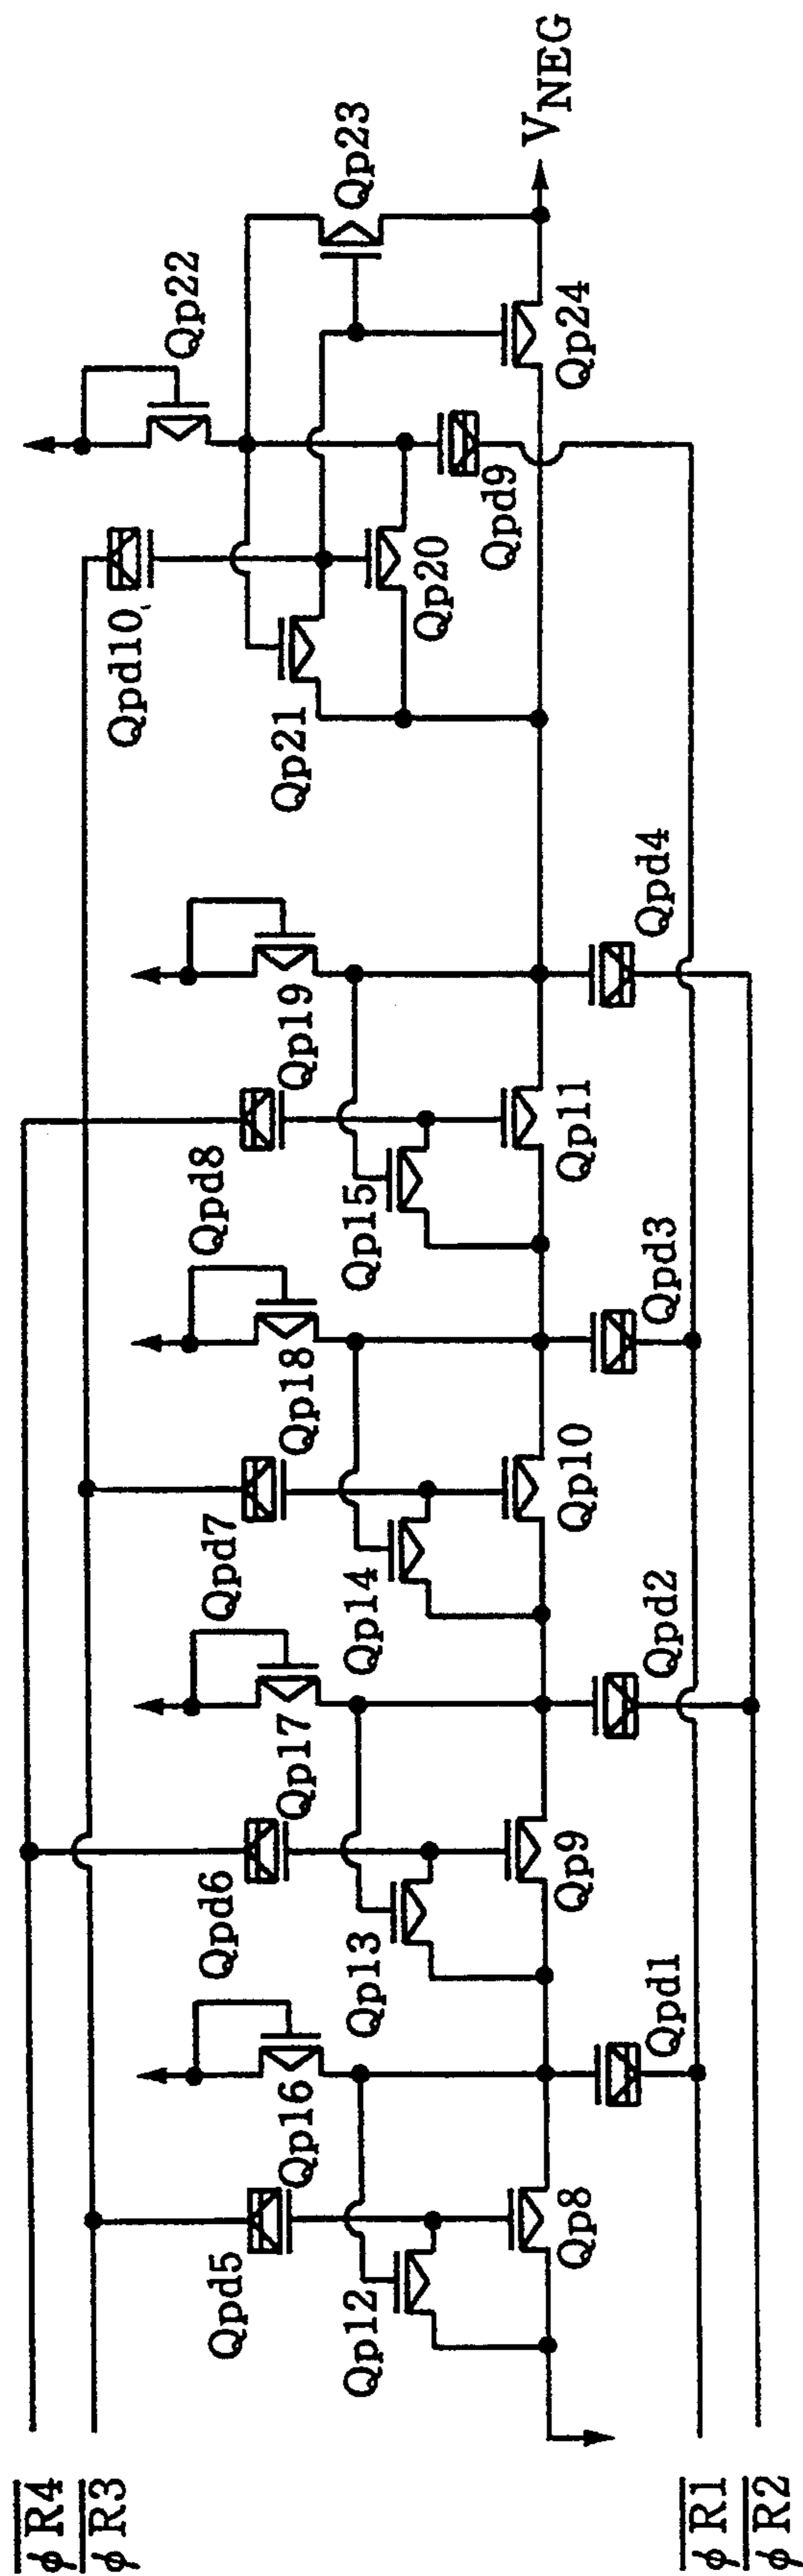 φR4
φR3
Qpd5
Qp16
Qpd6
Qp17
Qpd7
Qp18
Qpd8
Qp19
Qpd10
Qp22
Qp12
Qp13
Qp14
Qp15
Qp21
Qp20
Qp23
Qp8
Qp9
Qp10
Qp11
Qpd9
Qp24
VNEG
Qpd1
Qpd2
Qpd3
Qpd4
φR1
φR2